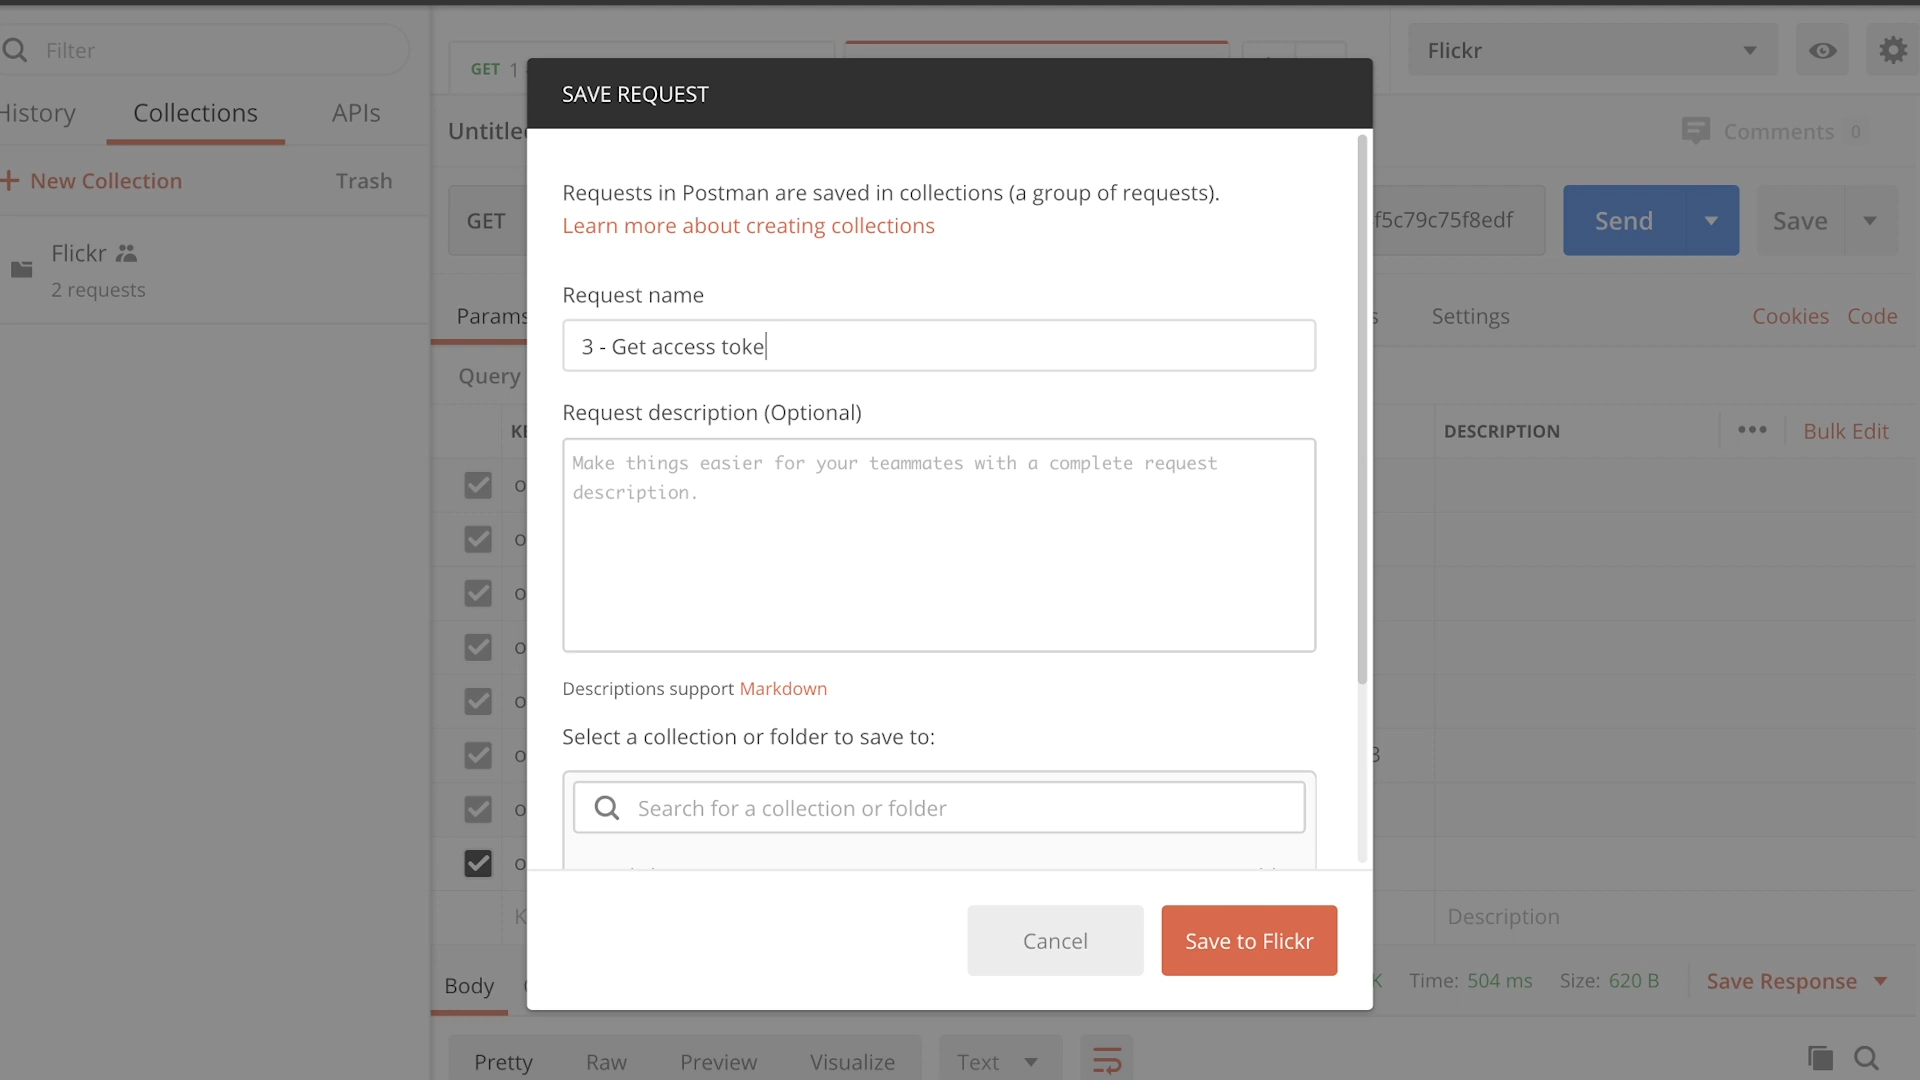 Filter
History
Collections
APIs
New Collection
Trash
Flickr
2 requests
GET 1
Flickr
Comments 0
GET
f5c79c75f8edf
Send
Save
Params
Settings
Cookies
Code
Query
DESCRIPTION
Bulk Edit
Description
Body
Time: 504 ms
Size: 620 B
Save Response
Pretty
Raw
Preview
Visualize
Text
SAVE REQUEST
Requests in Postman are saved in collections (a group of requests).
Learn more about creating collections
Request name
3 - Get access toke
Request description (Optional)
Make things easier for your teammates with a complete request
description.
Descriptions support Markdown
Select a collection or folder to save to:
Search for a collection or folder
Cancel
Save to Flickr